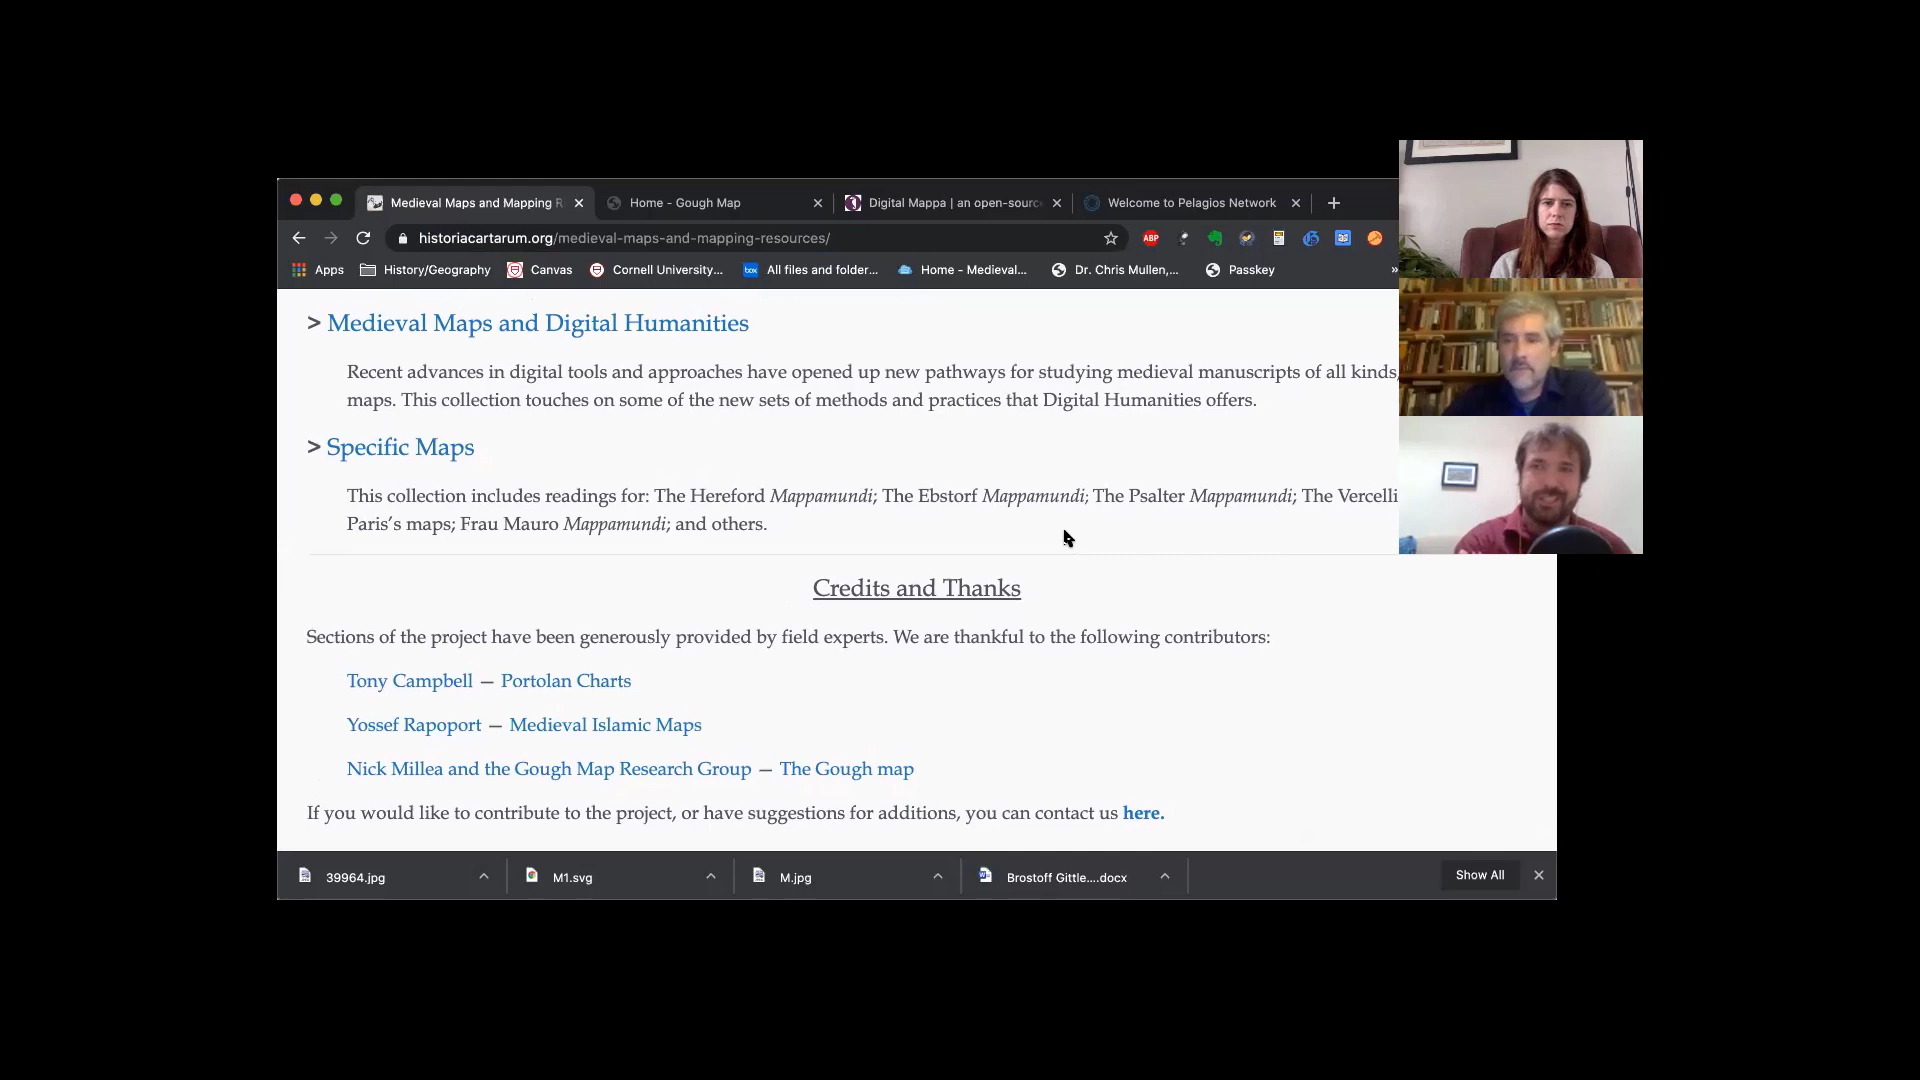 Medieval Maps and Mapping R
Home - Gough Map
Digital Mappa | an open-sourc
Welcome to Pelagios Network
historiacartarum.org/medieval-maps-and-mapping-resources/
ABP
Apps
History/Geography
Canvas
Cornell University...
box
All files and folder...
Home - Medieval...
Dr. Chris Mullen,...
Passkey
»
> Medieval Maps and Digital Humanities
Recent advances in digital tools and approaches have opened up new pathways for studying medieval manuscripts of all kinds,
maps. This collection touches on some of the new sets of methods and practices that Digital Humanities offers.
> Specific Maps
This collection includes readings for: The Hereford Mappamundi; The Ebstorf Mappamundi; The Psalter Mappamundi; The Vercelli
Paris's maps; Frau Mauro Mappamundi; and others.
Credits and Thanks
Sections of the project have been generously provided by field experts. We are thankful to the following contributors:
Tony Campbell — Portolan Charts
Yossef Rapoport — Medieval Islamic Maps
Nick Millea and the Gough Map Research Group — The Gough map
If you would like to contribute to the project, or have suggestions for additions, you can contact us here.
39964.jpg
M1.svg
M.jpg
Brostoff Gittle....docx
Show All